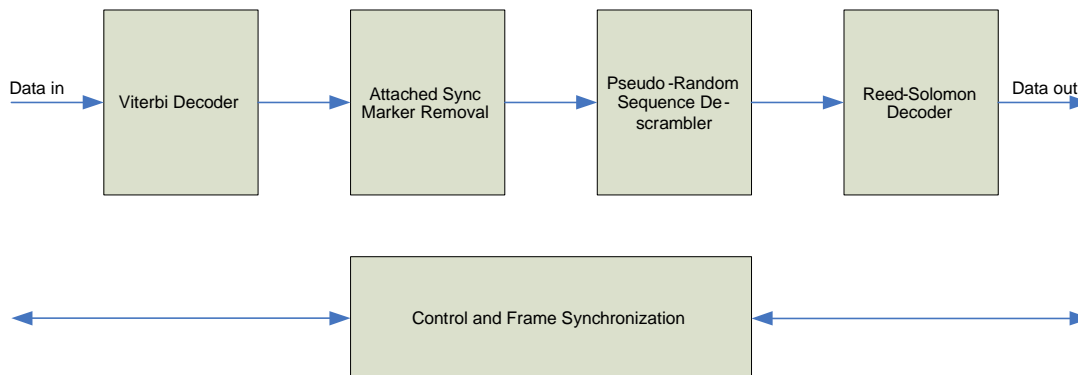 Data in
Viterbi Decoder
Attached Sync
Marker Removal
Pseudo-Random
Sequence De-
scrambler
Reed-Solomon
Decoder
Data out
Control and Frame Synchronization